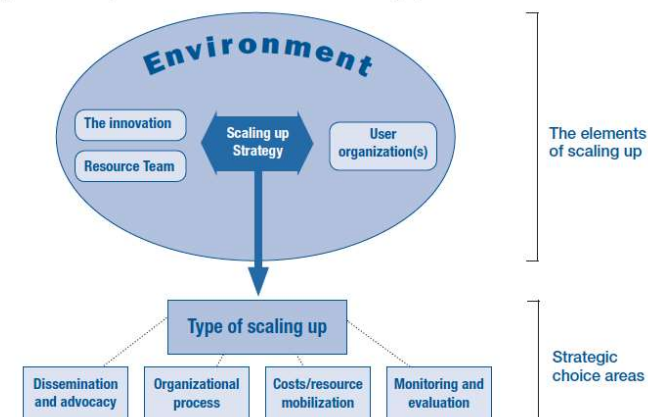 Environment
The innovation
Resource Team
Scaling up
Strategy
User
organization(s)
The elements
of scaling up
Type of scaling up
Strategic
choice areas
Dissemination
and advocacy
Organizational
process
Costs/resource
mobilization
Monitoring and
evaluation